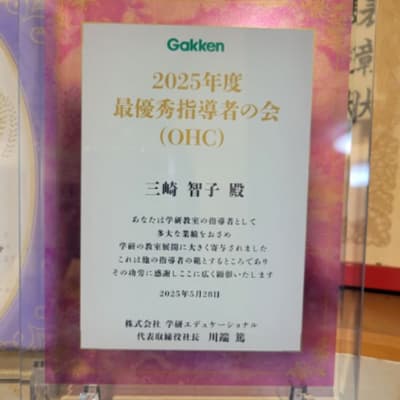 Gakken
2025年度
最優秀指導者の会
(OHC)
三崎 智子 殿
あなたは学研教室の指導者として
多大な業績をおさめ
学研の教室展開に大きく寄与されました
これは他の指導者の範とするところであり
その功労に感謝しここに広く顕彰いたします
2025年5月28日
株式会社 学研エデュケーショナル
代表取締役社長 川端 篤
表彰状